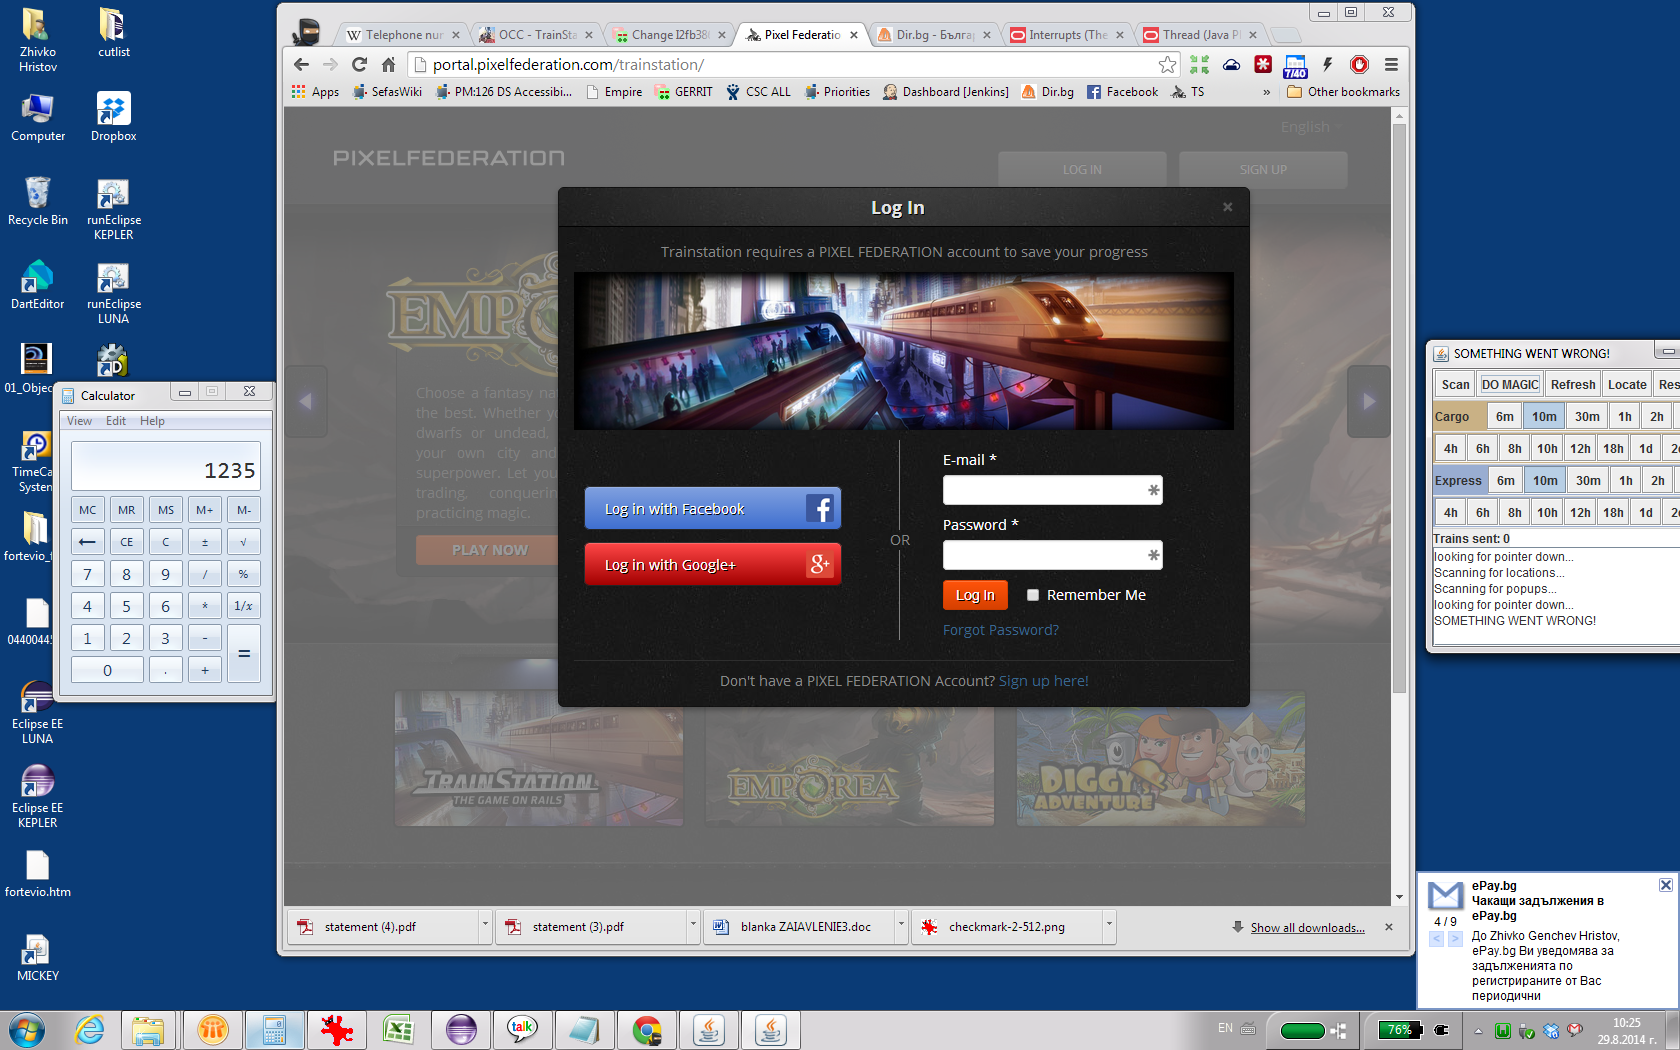 Zhivko
Hristov
cutlist
Computer
Dropbox
Recycle Bin
runEclipse
KEPLER
DartEditor
runEclipse
LUNA
01_Objec
TimeCa
System
fortevio_f
Eclipse EE
LUNA
Eclipse EE
KEPLER
fortevio.htm
MICKEY
Calculator
View Edit Help
1235
MC MR MS M+ M-
← CE C ± √
7 8 9 / %
4 5 6 * 1/x
1 2 3 - =
0 . +
Telephone nur
OCC - TrainSta
Change I2fb38(
Pixel Federatio
Dir.bg - Българ
Interrupts (The
Thread (Java Pl
portal.pixelfederation.com/trainstation/
7/40
Apps
SefasWiki
PM:126 DS Accessibi...
Empire
GERRIT
CSC ALL
Priorities
Dashboard [Jenkins]
Dir.bg
Facebook
TS
»
Other bookmarks
English
PIXELFEDERATION
LOG IN
SIGN UP
EMPO
Choose a fantasy na
the best. Whether yo
dwarfs or undead,
your own city and
superpower. Let you
trading, conquerin
practicing magic.
PLAY NOW
Log In
Trainstation requires a PIXEL FEDERATION account to save your progress
Log in with Facebook
Log in with Google+
g+
OR
E-mail *
Password *
Log In
Remember Me
Forgot Password?
Don't have a PIXEL FEDERATION Account? Sign up here!
TRAINSTATION
THE GAME ON RAILS
EMPOREA
DIGGY'S
ADVENTURE
statement (4).pdf
statement (3).pdf
blanka ZAIAVLENIE3.doc
checkmark-2-512.png
Show all downloads...
SOMETHING WENT WRONG!
Scan DO MAGIC Refresh Locate Res
Cargo 6m 10m 30m 1h 2h
4h 6h 8h 10h 12h 18h 1d 2d
Express 6m 10m 30m 1h 2h
4h 6h 8h 10h 12h 18h 1d 2d
Trains sent: 0
looking for pointer down...
Scanning for locations...
Scanning for popups...
looking for pointer down...
SOMETHING WENT WRONG!
ePay.bg
Чакащи задължения в
ePay.bg
4 / 9
< >
До Zhivko Genchev Hristov,
ePay.bg Ви уведомява за
задълженията по
регистрираните от Вас
периодични
talk
EN
76%
10:25
29.8.2014 г.